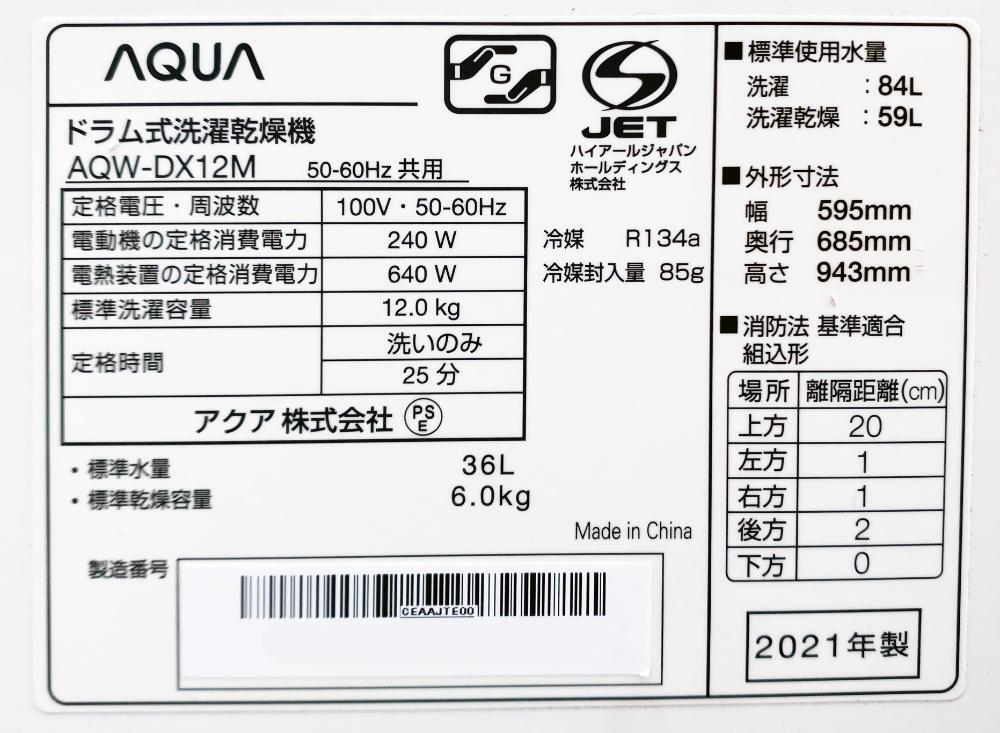 AQUA
G
JET
ハイアールジャパン
ホールディングス
株式会社
ドラム式洗濯乾燥機
AQW-DX12M 50-60Hz 共用
定格電圧・周波数 100V・50-60Hz
電動機の定格消費電力 240 W
電熱装置の定格消費電力 640 W
標準洗濯容量 12.0 kg
定格時間 洗いのみ
25 分
アクア 株式会社 PSE
冷媒 R134a
冷媒封入量 85g
・標準水量 36L
・標準乾燥容量 6.0kg
Made in China
製造番号
CEAAJTE00
■標準使用水量
洗濯 : 84L
洗濯乾燥 : 59L
■外形寸法
幅 595mm
奥行 685mm
高さ 943mm
■消防法 基準適合
組込形
場所 離隔距離(cm)
上方 20
左方 1
右方 1
後方 2
下方 0
2021年製